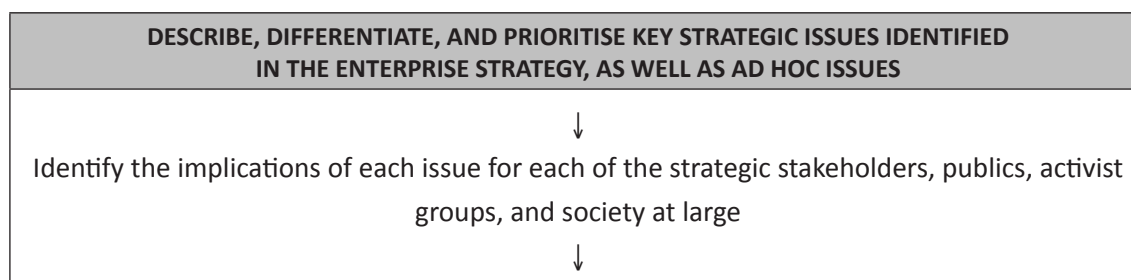 DESCRIBE, DIFFERENTIATE, AND PRIORITISE KEY STRATEGIC ISSUES IDENTIFIED
IN THE ENTERPRISE STRATEGY, AS WELL AS AD HOC ISSUES
↓
Identify the implications of each issue for each of the strategic stakeholders, publics, activist
groups, and society at large
↓